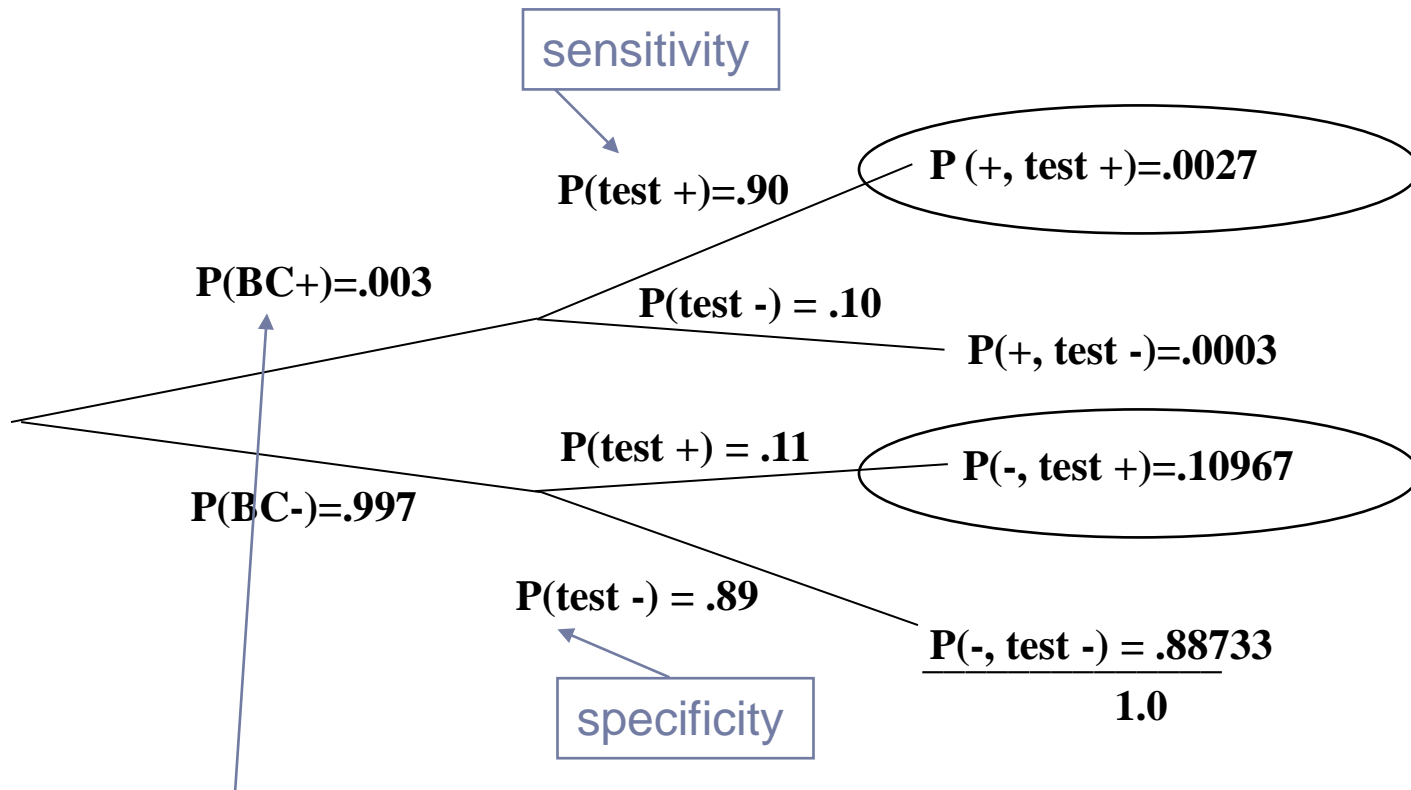 sensitivity
P (+, test +)=.0027
P(test +)=.90
P(BC+)=.003
P(test -) = .10
P(+, test -)=.0003
P(test +) = .11
P(-, test +)=.10967
P(BC-)=.997
P(test -) = .89
P(-, test -) = .88733
______________
1.0
specificity